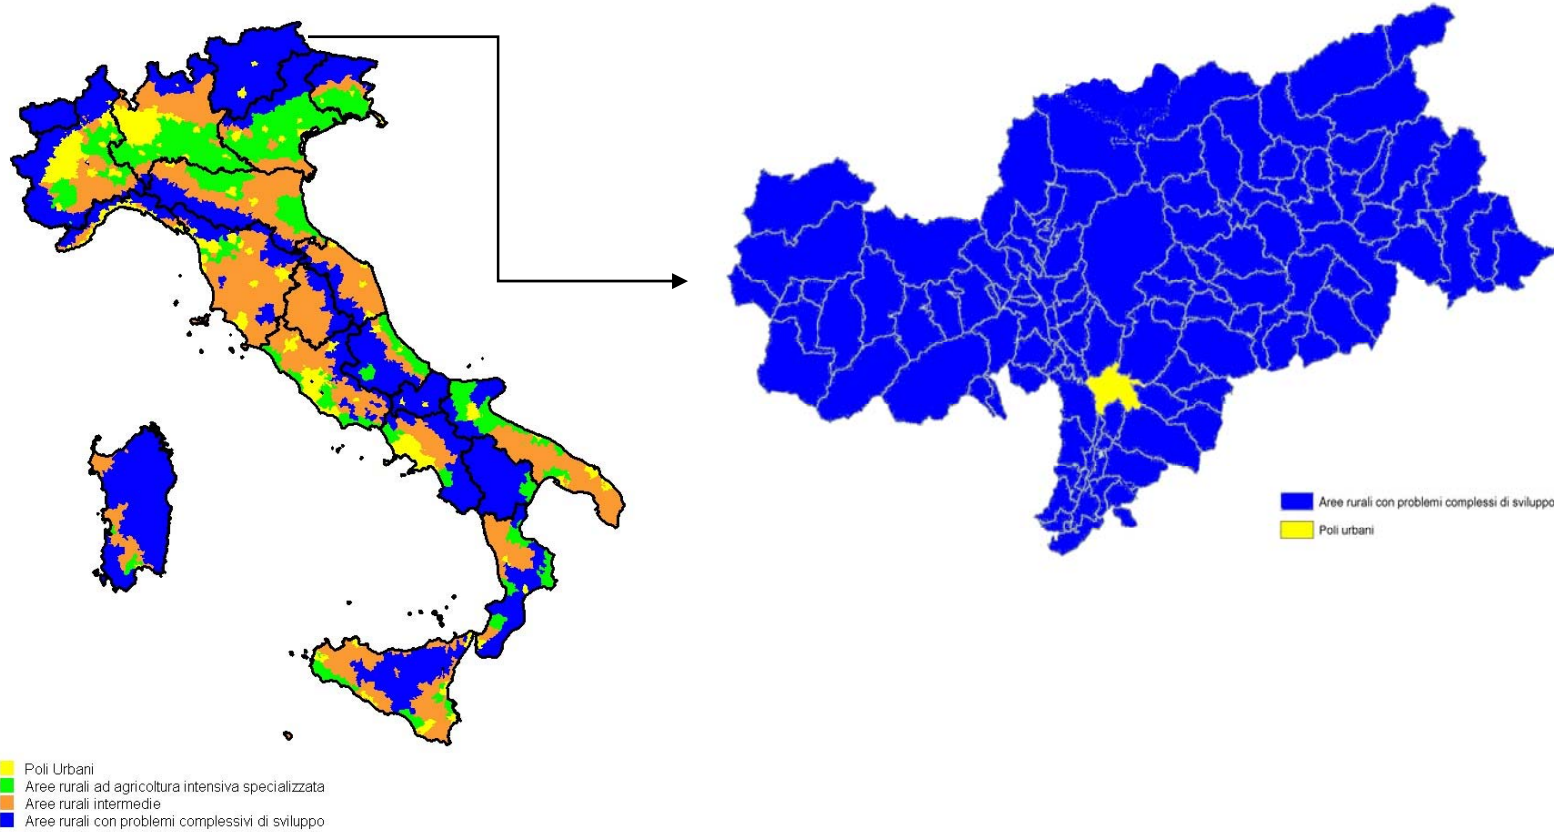 Aree rurali con problemi complessi di sviluppo
Poli urbani
Poli Urbani
Aree rurali ad agricoltura intensiva specializzata
Aree rurali intermedie
Aree rurali con problemi complessivi di sviluppo